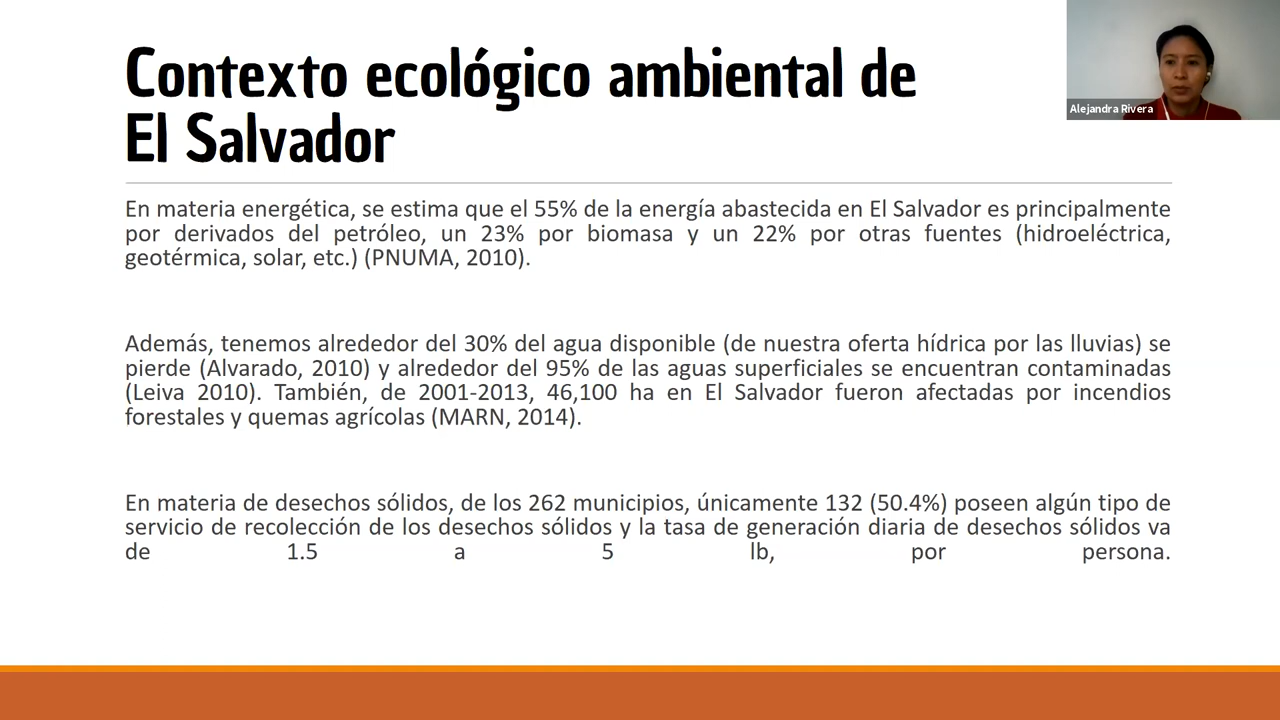 Contexto ecológico ambiental de
El Salvador
Alejandra Rivera
En materia energética, se estima que el 55% de la energía abastecida en El Salvador es principalmente
por derivados del petróleo, un 23% por biomasa y un 22% por otras fuentes (hidroeléctrica,
geotérmica, solar, etc.) (PNUMA, 2010).
Además, tenemos alrededor del 30% del agua disponible (de nuestra oferta hídrica por las lluvias) se
pierde (Alvarado, 2010) y alrededor del 95% de las aguas superficiales se encuentran contaminadas
(Leiva 2010). También, de 2001-2013, 46,100 ha en El Salvador fueron afectadas por incendios
forestales y quemas agrícolas (MARN, 2014).
En materia de desechos sólidos, de los 262 municipios, únicamente 132 (50.4%) poseen algún tipo de
servicio de recolección de los desechos sólidos y la tasa de generación diaria de desechos sólidos va
de 1.5 a 5 lb, por persona.